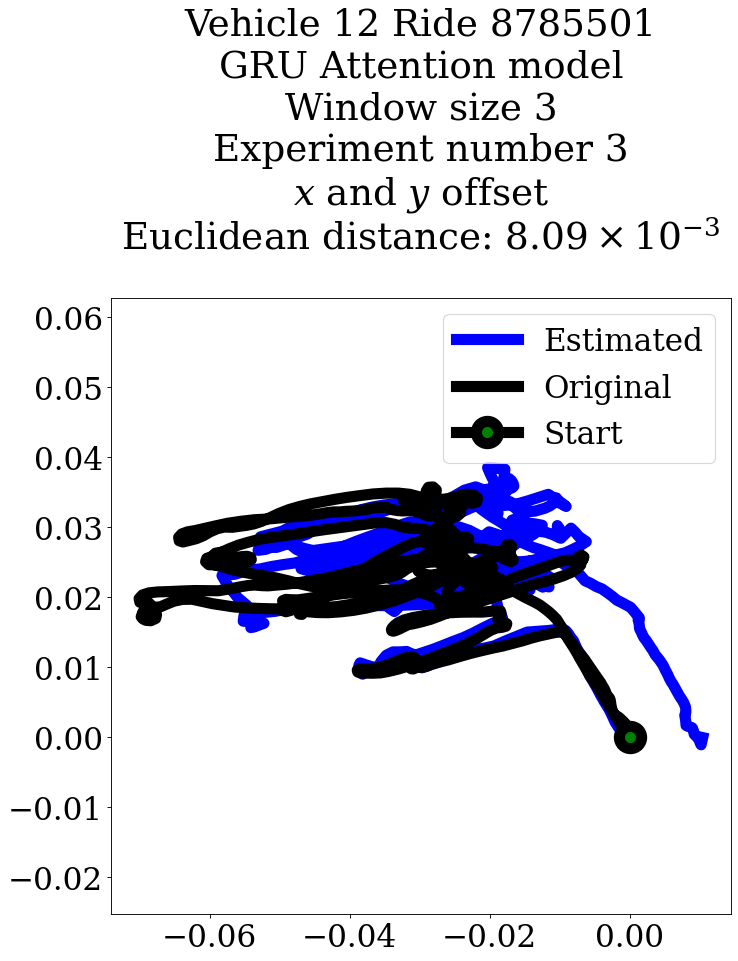 Vehicle 12 Ride 8785501
GRU Attention model
Window size 3
Experiment number 3
x and y offset
Euclidean distance: 8.09 × 10⁻³
Estimated
Original
Start
0.06
0.05
0.04
0.03
0.02
0.01
0.00
−0.01
−0.02
−0.06 −0.04 −0.02 0.00